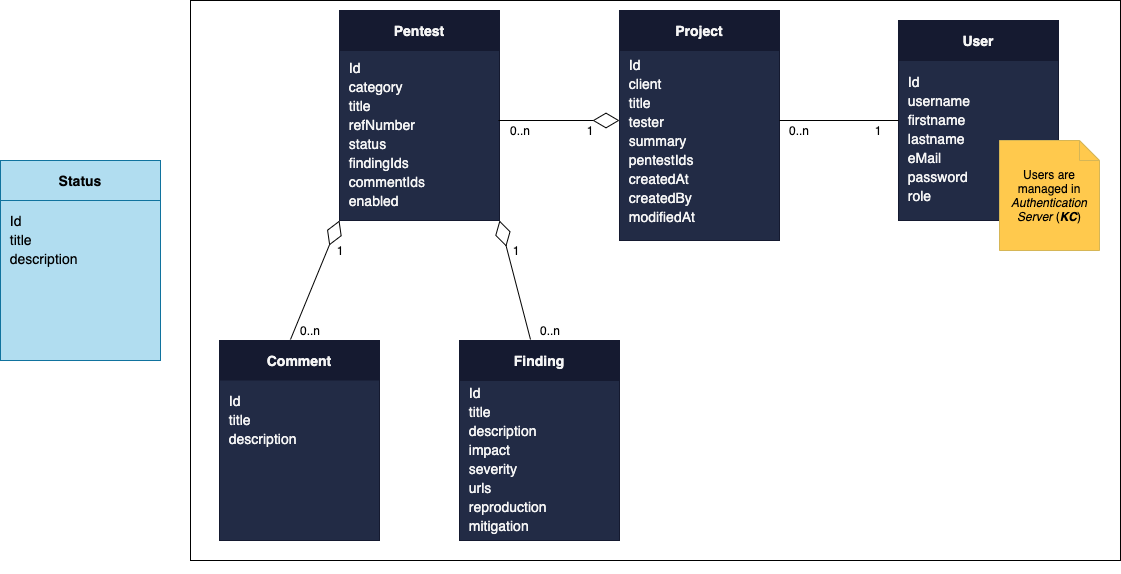 Status
Id
title
description
Pentest
Id
category
title
refNumber
status
findingIds
commentIds
enabled
0..n
1
Project
Id
client
title
tester
summary
pentestIds
createdAt
createdBy
modifiedAt
0..n
1
User
Id
username
firstname
lastname
eMail
password
role
Users are
managed in
Authentication
Server (KC)
1
0..n
1
0..n
Comment
Id
title
description
Finding
Id
title
description
impact
severity
urls
reproduction
mitigation